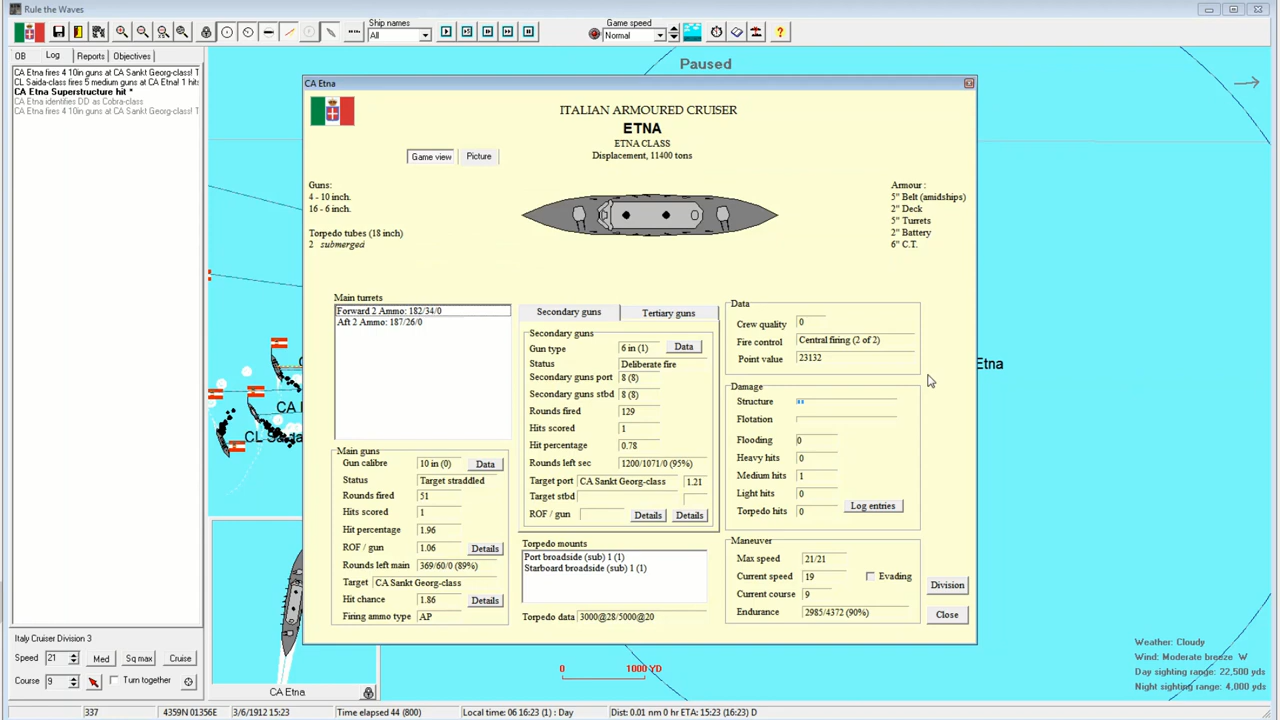 Rule the Waves
Ship names
All
Game speed
Normal
OB Log Reports Objectives
Paused
CA Etna fires 4 10in guns at CA Sankt Georg-class! T
CL Saida-class fires 5 medium guns at CA Etna! 1 hits
CA Etna Superstructure hit *
CA Etna identifies DD as Cobra-class
CA Etna fires 4 10in guns at CA Sankt Georg-class! T
CA Etna
ITALIAN ARMOURED CRUISER
ETNA
ETNA CLASS
Displacement, 11400 tons
Game view Picture
Guns:
4 - 10 inch.
16 - 6 inch.
Torpedo tubes (18 inch)
2 submerged
Armour :
5" Belt (amidships)
2" Deck
5" Turrets
2" Battery
6" C.T.
Main turrets
Forward 2 Ammo: 182/34/0
Aft 2 Ammo: 187/26/0
Main guns
Gun calibre 10 in (0) Data
Status Target straddled
Rounds fired 51
Hits scored 1
Hit percentage 1.96
ROF / gun 1.06 Details
Rounds left main 369/60/0 (89%)
Target CA Sankt Georg-class
Hit chance 1.86 Details
Firing ammo type AP
Secondary guns Tertiary guns
Secondary guns
Gun type 6 in (1) Data
Status Deliberate fire
Secondary guns port 8 (8)
Secondary guns stbd 8 (8)
Rounds fired 129
Hits scored 1
Hit percentage 0.78
Rounds left sec 1200/1071/0 (95%)
Target port CA Sankt Georg-class 1.21
Target stbd
ROF / gun Details Details
Torpedo mounts
Port broadside (sub) 1 (1)
Starboard broadside (sub) 1 (1)
Torpedo data 3000@28/5000@20
Data
Crew quality 0
Fire control Central firing (2 of 2)
Point value 23132
Damage
Structure
Flotation
Flooding 0
Heavy hits 0
Medium hits 1
Light hits 0
Torpedo hits 0
Log entries
Maneuver
Max speed 21/21
Current speed 19 Evading
Current course 9
Endurance 2985/4372 (90%)
Division
Close
Etna
CA
CL Sa
Italy Cruiser Division 3
Speed 21 Med Sq max Cruise
Course 9 Turn together
CA Etna
0 1000 YD
Weather: Cloudy
Wind: Moderate breeze W
Day sighting range: 22,500 yds
Night sighting range: 4,000 yds
337 4359N 01356E 3/6/1912 15:23 Time elapsed 44 (800) Local time: 06 16:23 (1) : Day Dist: 0.01 nm 0 hr ETA: 15:23 (16:23) D